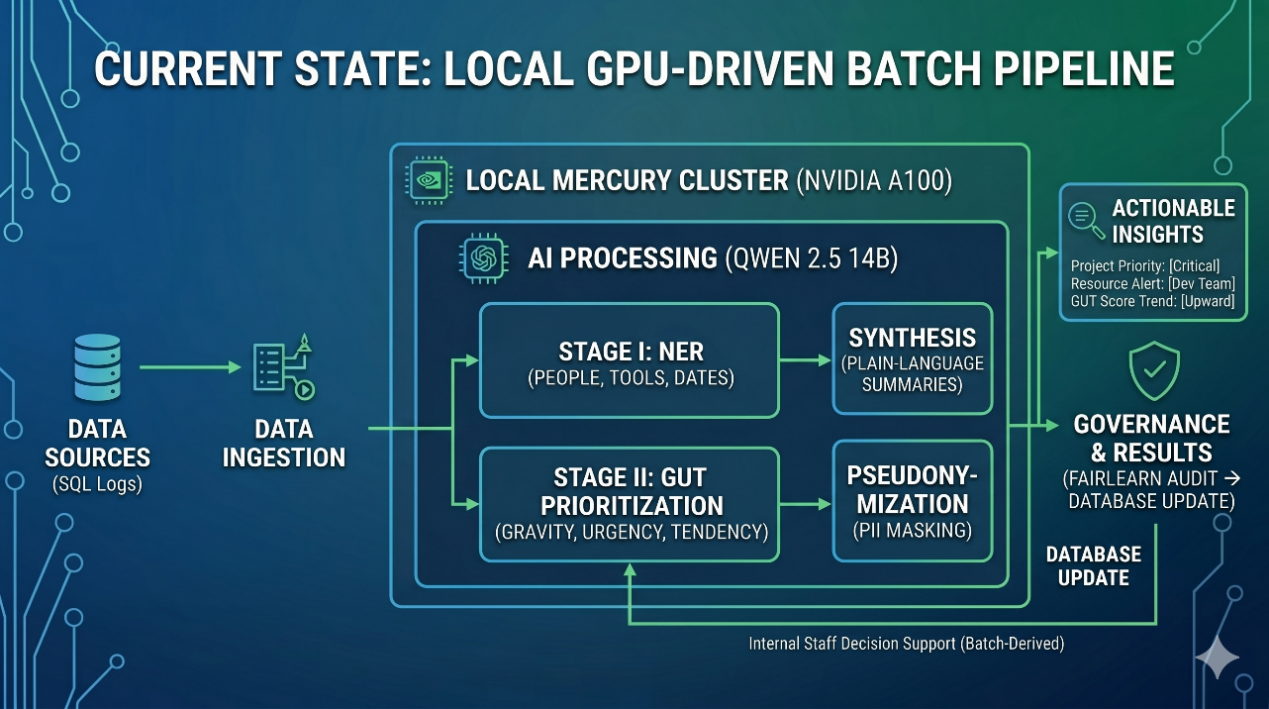 CURRENT STATE: LOCAL GPU-DRIVEN BATCH PIPELINE
LOCAL MERCURY CLUSTER (NVIDIA A100)
AI PROCESSING (QWEN 2.5 14B)
DATA
SOURCES
(SQL Logs)
DATA
INGESTION
STAGE I: NER
(PEOPLE, TOOLS, DATES)
SYNTHESIS
(PLAIN-LANGUAGE
SUMMARIES)
STAGE II: GUT
PRIORITIZATION
(GRAVITY, URGENCY, TENDENCY)
PSEUDONY-
MIZATION
(PII MASKING)
ACTIONABLE
INSIGHTS
Project Priority: [Critical]
Resource Alert: [Dev Team]
GUT Score Trend: [Upward]
GOVERNANCE
& RESULTS
(FAIRLEARN AUDIT →
DATABASE UPDATE)
DATABASE
UPDATE
Internal Staff Decision Support (Batch-Derived)